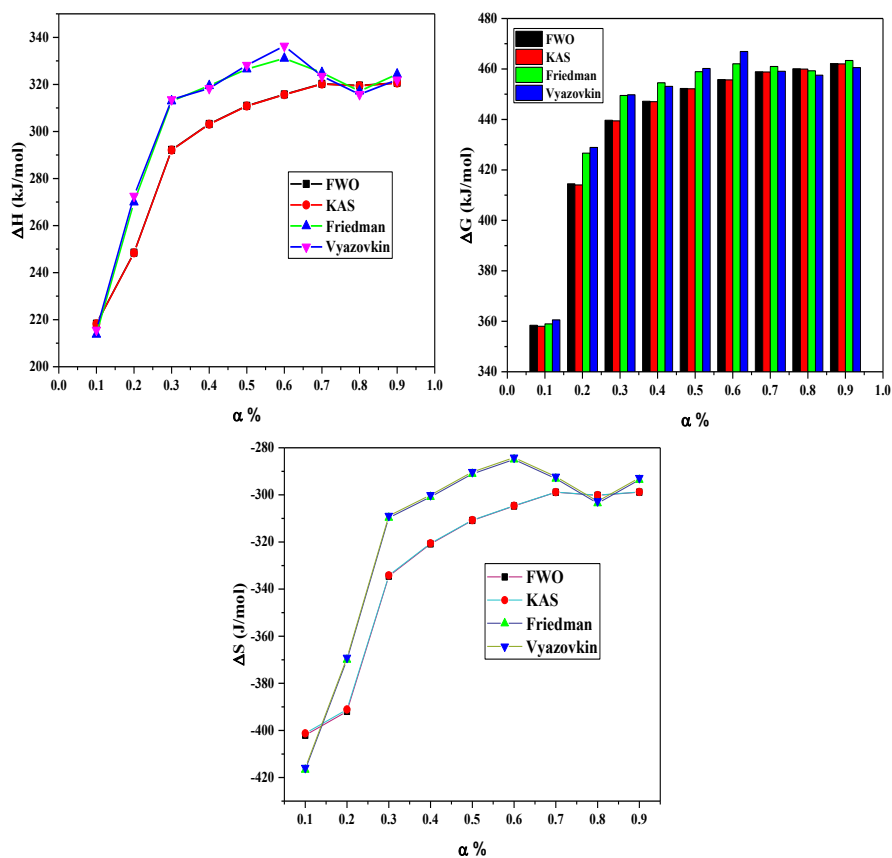 ΔH (kJ/mol)
340
320
300
280
260
240
220
200
0.0 0.1 0.2 0.3 0.4 0.5 0.6 0.7 0.8 0.9 1.0
α %
FWO
KAS
Friedman
Vyazovkin
ΔG (kJ/mol)
480
460
440
420
400
380
360
340
0.0 0.1 0.2 0.3 0.4 0.5 0.6 0.7 0.8 0.9 1.0
α %
FWO
KAS
Friedman
Vyazovkin
ΔS (J/mol)
-280
-300
-320
-340
-360
-380
-400
-420
0.1 0.2 0.3 0.4 0.5 0.6 0.7 0.8 0.9
α %
FWO
KAS
Friedman
Vyazovkin